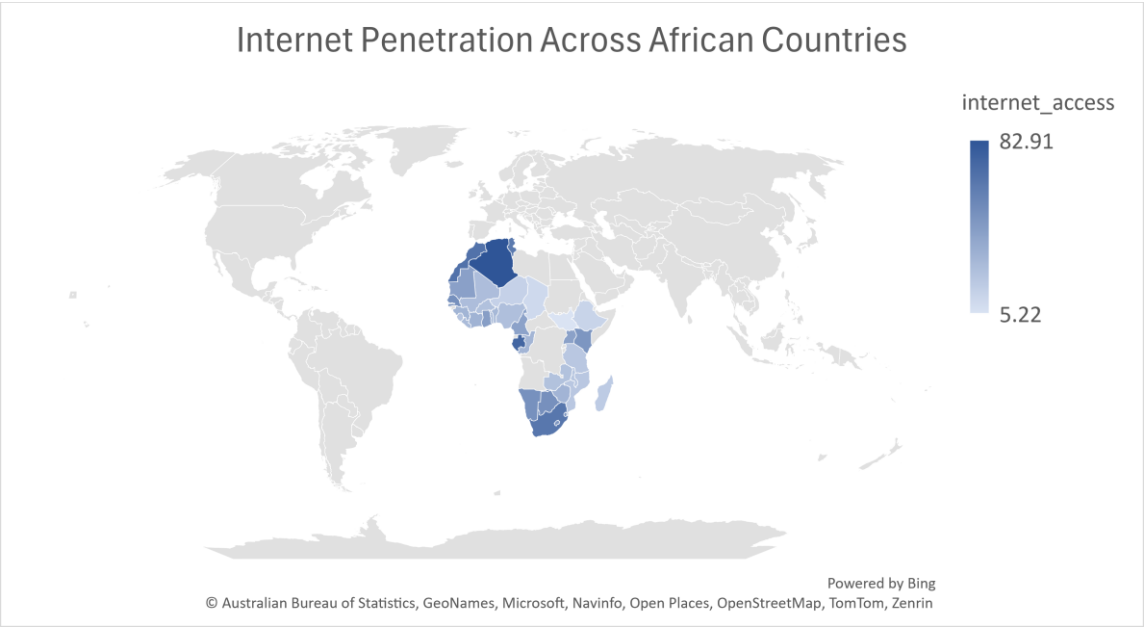 Internet Penetration Across African Countries
internet_access
82.91
5.22
Powered by Bing
© Australian Bureau of Statistics, GeoNames, Microsoft, Navinfo, Open Places, OpenStreetMap, TomTom, Zenrin